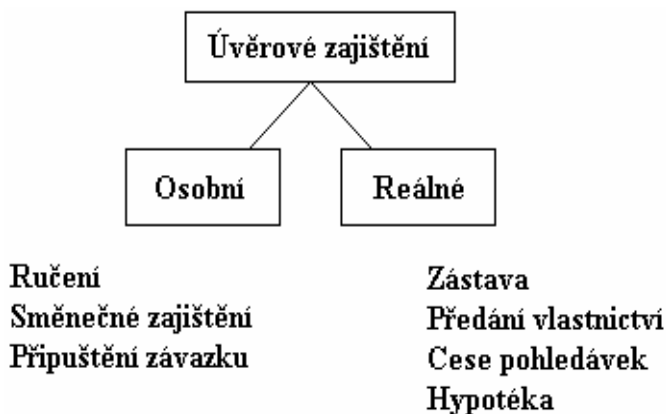 Úvěrové zajištění
Osobní
Reálné
Ručení
Směnečné zajištění
Připuštění závazku
Zástava
Předání vlastnictví
Cese pohledávek
Hypotéka